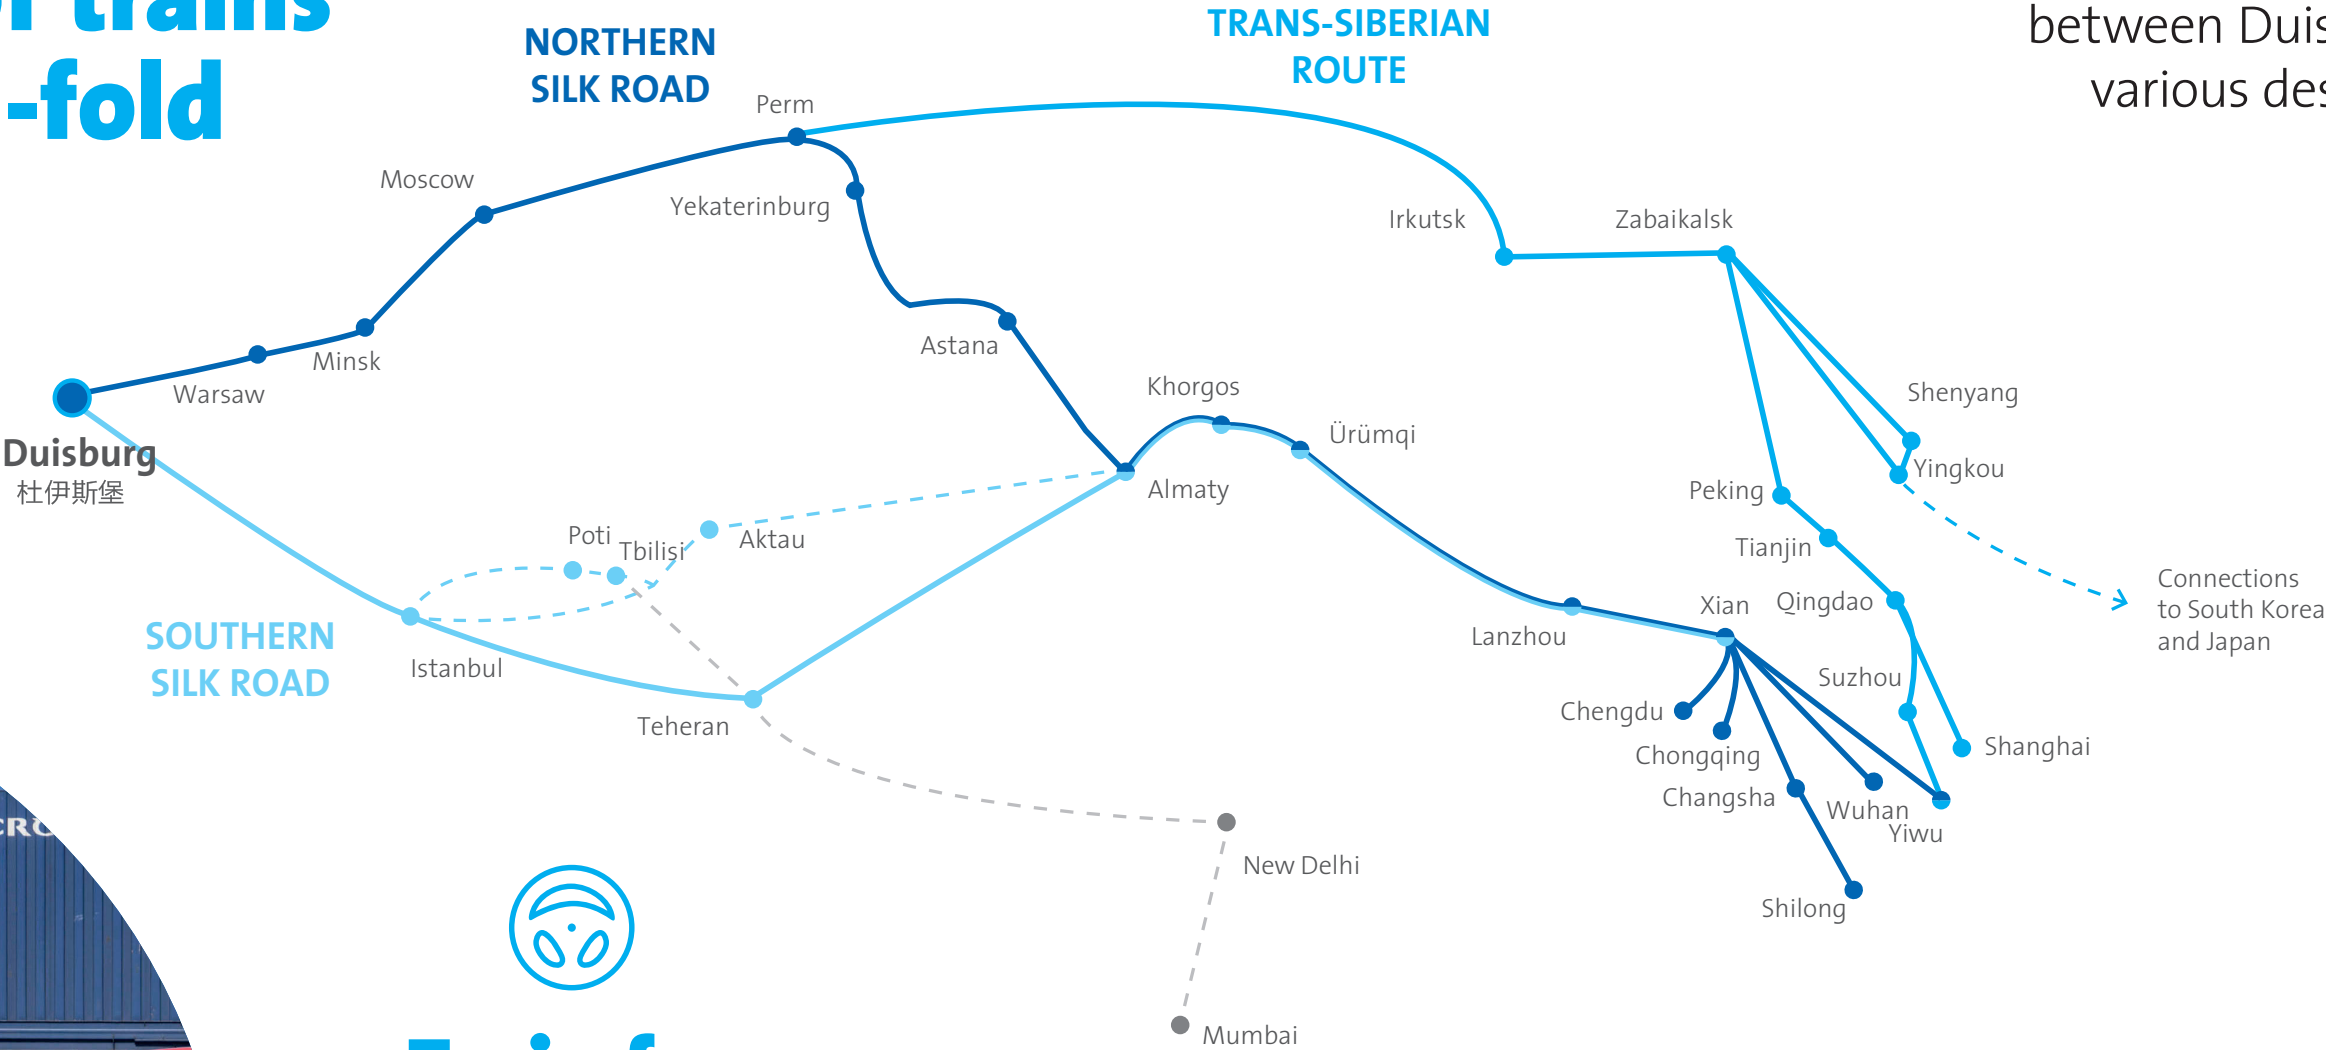 trains
-fold
NORTHERN
SILK ROAD
TRANS-SIBERIAN
ROUTE
between
various
Perm
Moscow
Yekaterinburg
Irkutsk
Zabaikalsk
Minsk
Astana
Warsaw
Khorgos
Shenyang
Duisburg
杜伊斯堡
Ürümqi
Yingkou
Almaty
Peking
Poti
Tbilisi
Aktau
Tianjin
Connections
to South Korea
and Japan
Xian
Qingdao
SOUTHERN
SILK ROAD
Istanbul
Lanzhou
Suzhou
Teheran
Chengdu
Chongqing
Shanghai
Changsha
Wuhan
Yiwu
New Delhi
Shilong
Mumbai